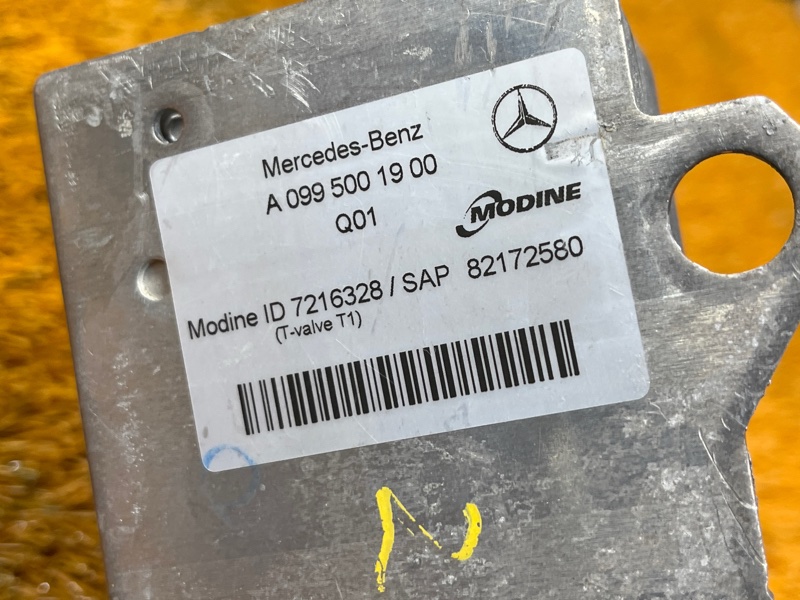 Mercedes-Benz
A 099 500 19 00
Q01
MODINE
Modine ID 7216328 / SAP 82172580
(T-valve T1)